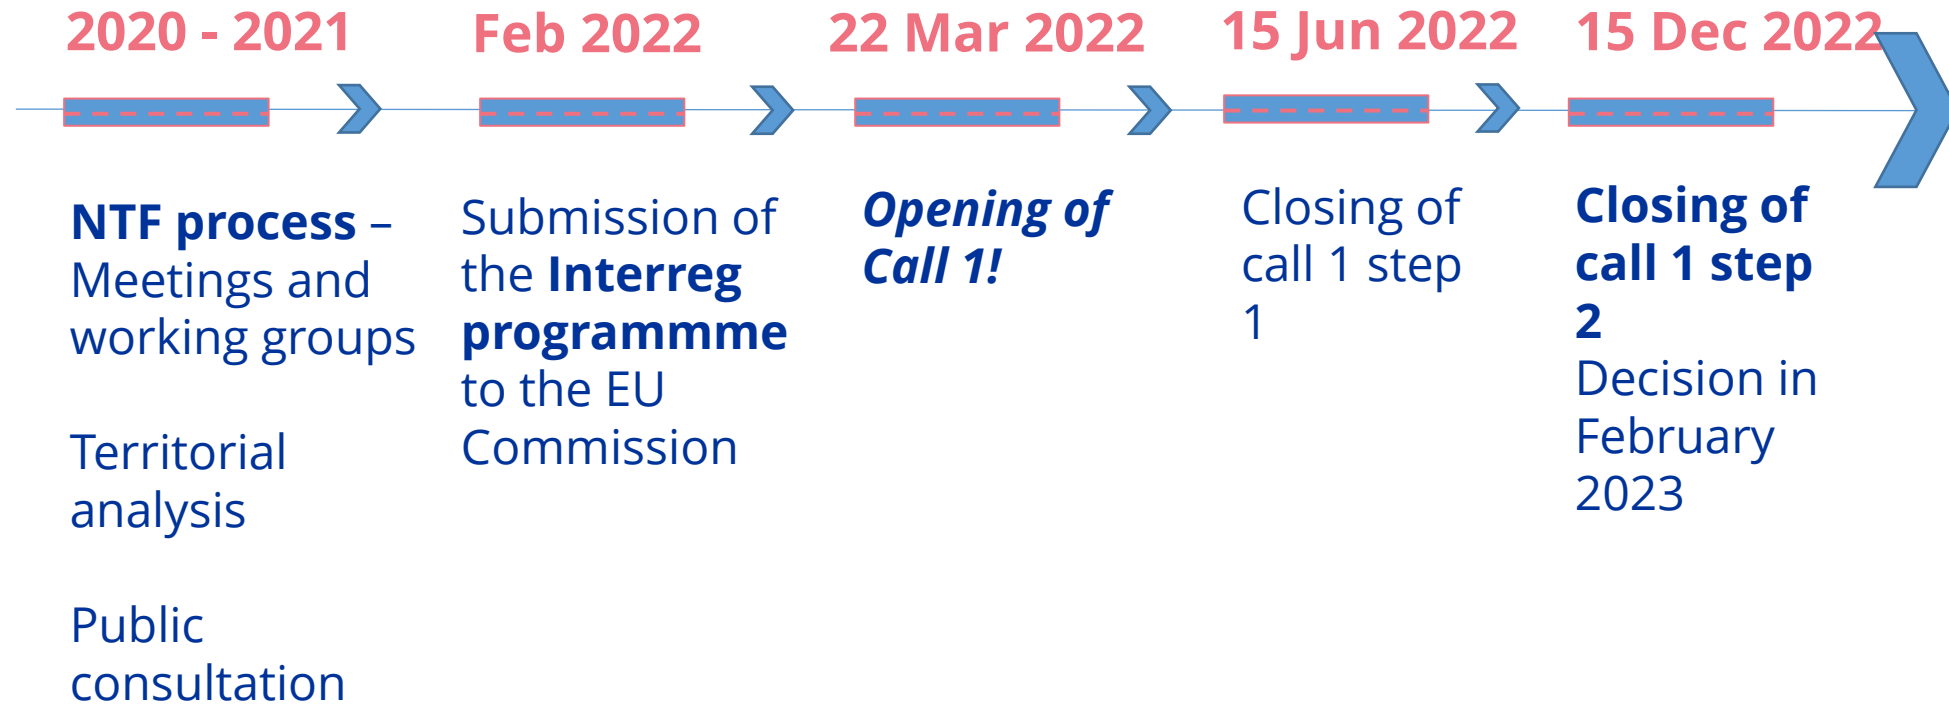 2020 - 2021
Feb 2022
22 Mar 2022
15 Jun 2022
15 Dec 2022
NTF process –
Meetings and
working groups
Territorial
analysis
Public
consultation
Submission of
the Interreg
programmme
to the EU
Commission
Opening of
Call 1!
Closing of
call 1 step
1
Closing of
call 1 step
2
Decision in
February
2023